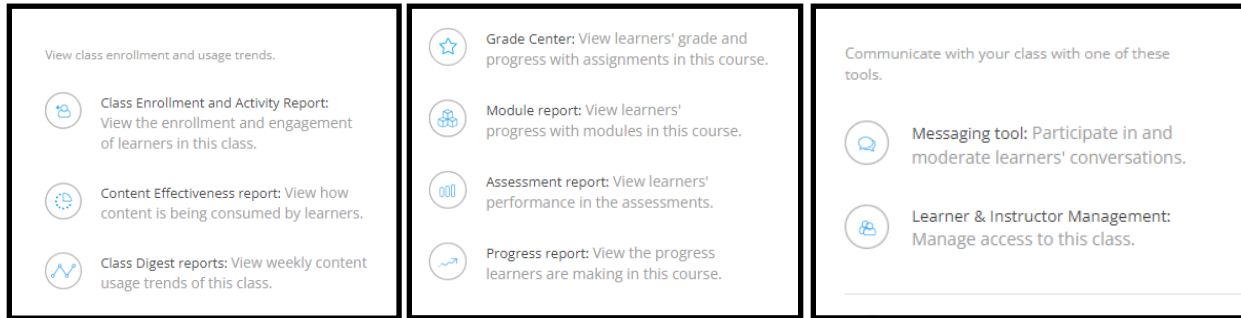 View class enrollment and usage trends.
Class Enrollment and Activity Report:
View the enrollment and engagement
of learners in this class.
Content Effectiveness report: View how
content is being consumed by learners.
Class Digest reports: View weekly content
usage trends of this class.
Grade Center: View learners' grade and
progress with assignments in this course.
Module report: View learners'
progress with modules in this course.
Assessment report: View learners'
performance in the assessments.
Progress report: View the progress
learners are making in this course.
Communicate with your class with one of these
tools.
Messaging tool: Participate in and
moderate learners' conversations.
Learner & Instructor Management:
Manage access to this class.